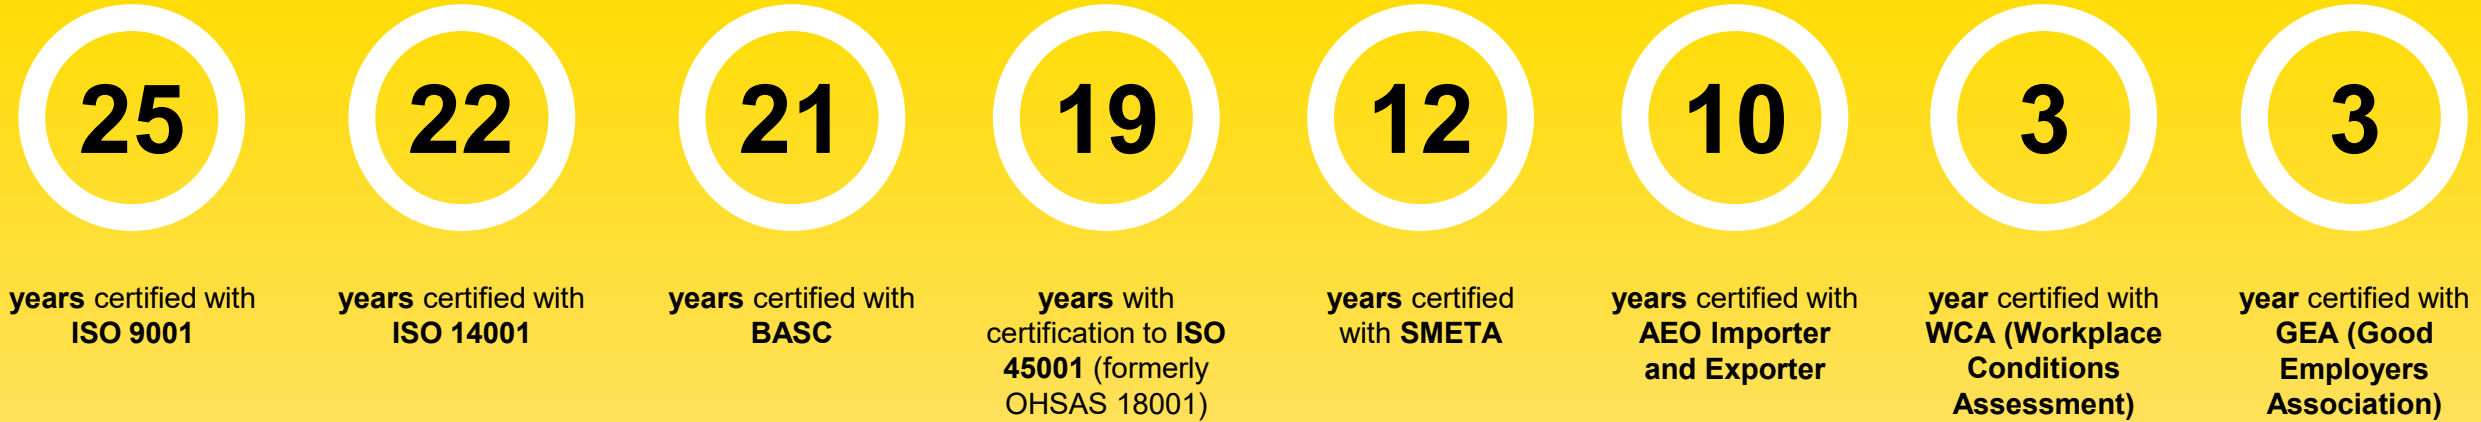 25
years certified with
ISO 9001
22
years certified with
ISO 14001
21
years certified with
BASC
19
years with
certification to ISO
45001 (formerly
OHSAS 18001)
12
years certified
with SMETA
10
years certified with
AEO Importer
and Exporter
3
year certified with
WCA (Workplace
Conditions
Assessment)
3
year certified with
GEA (Good
Employers
Association)